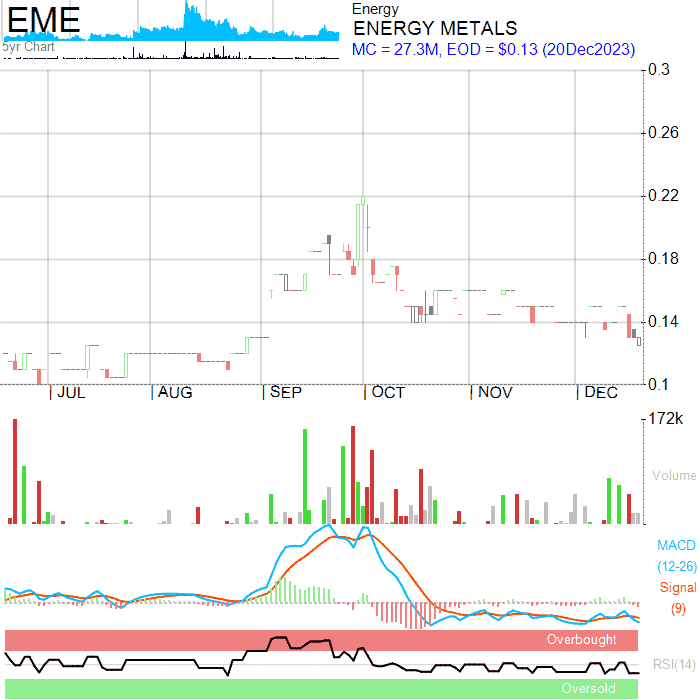 EME
5yr Chart
Energy
ENERGY METALS
MC = 27.3M, EOD = $0.13 (20Dec2023)
0.3
0.26
0.22
0.18
0.14
0.1
JUL AUG SEP OCT NOV DEC
172k
Volume
MACD
(12-26)
Signal
(9)
Overbought
RSI(14)
Oversold